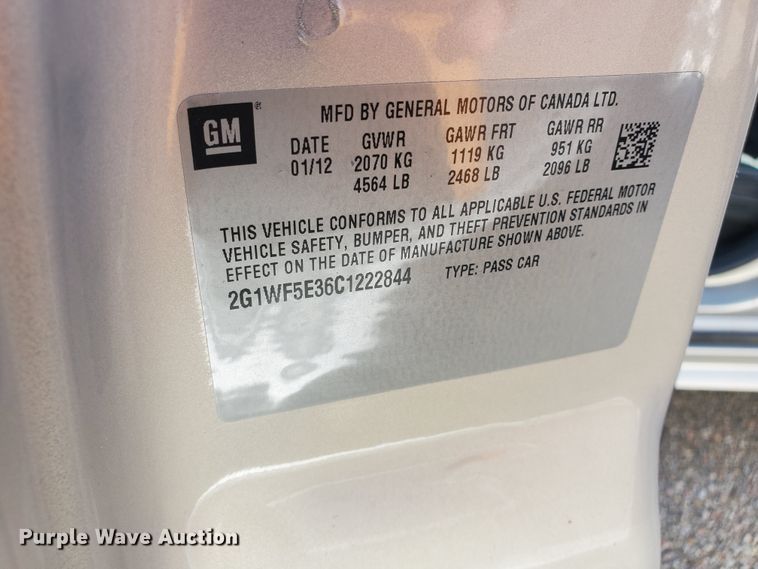 GM
MFD BY GENERAL MOTORS OF CANADA LTD.
DATE GVWR GAWR FRT GAWR RR
01/12 2070 KG 1119 KG 951 KG
4564 LB 2468 LB 2096 LB
THIS VEHICLE CONFORMS TO ALL APPLICABLE U.S. FEDERAL MOTOR
VEHICLE SAFETY, BUMPER, AND THEFT PREVENTION STANDARDS IN
EFFECT ON THE DATE OF MANUFACTURE SHOWN ABOVE.
2G1WF5E36C1222844 TYPE: PASS CAR
Purple Wave Auction